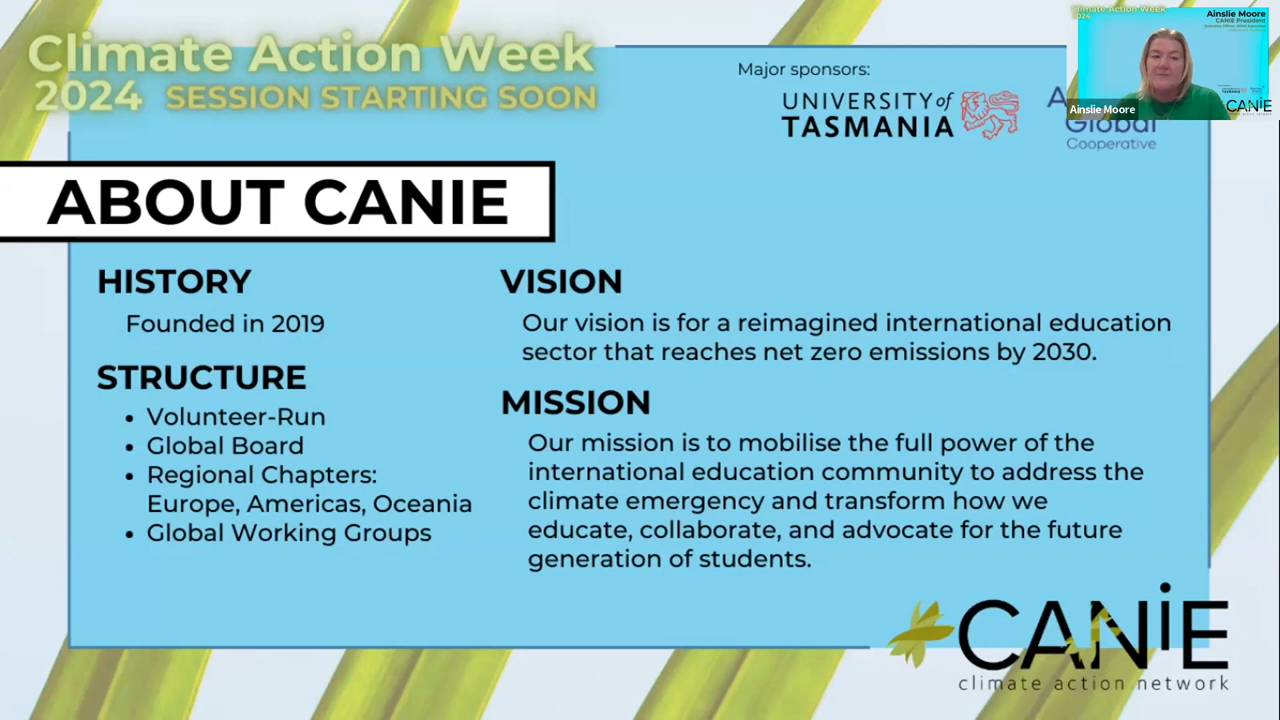 Climate Action Week
2024 SESSION STARTING SOON
Major sponsors:
UNIVERSITY of
TASMANIA
Global
Cooperative
Climate Action Week
2024
Ainslie Moore
CANIE President
Ainslie Moore
CANIE
ABOUT CANIE
HISTORY
Founded in 2019
STRUCTURE
• Volunteer-Run
• Global Board
• Regional Chapters:
Europe, Americas, Oceania
• Global Working Groups
VISION
Our vision is for a reimagined international education
sector that reaches net zero emissions by 2030.
MISSION
Our mission is to mobilise the full power of the
international education community to address the
climate emergency and transform how we
educate, collaborate, and advocate for the future
generation of students.
CANiE
climate action network